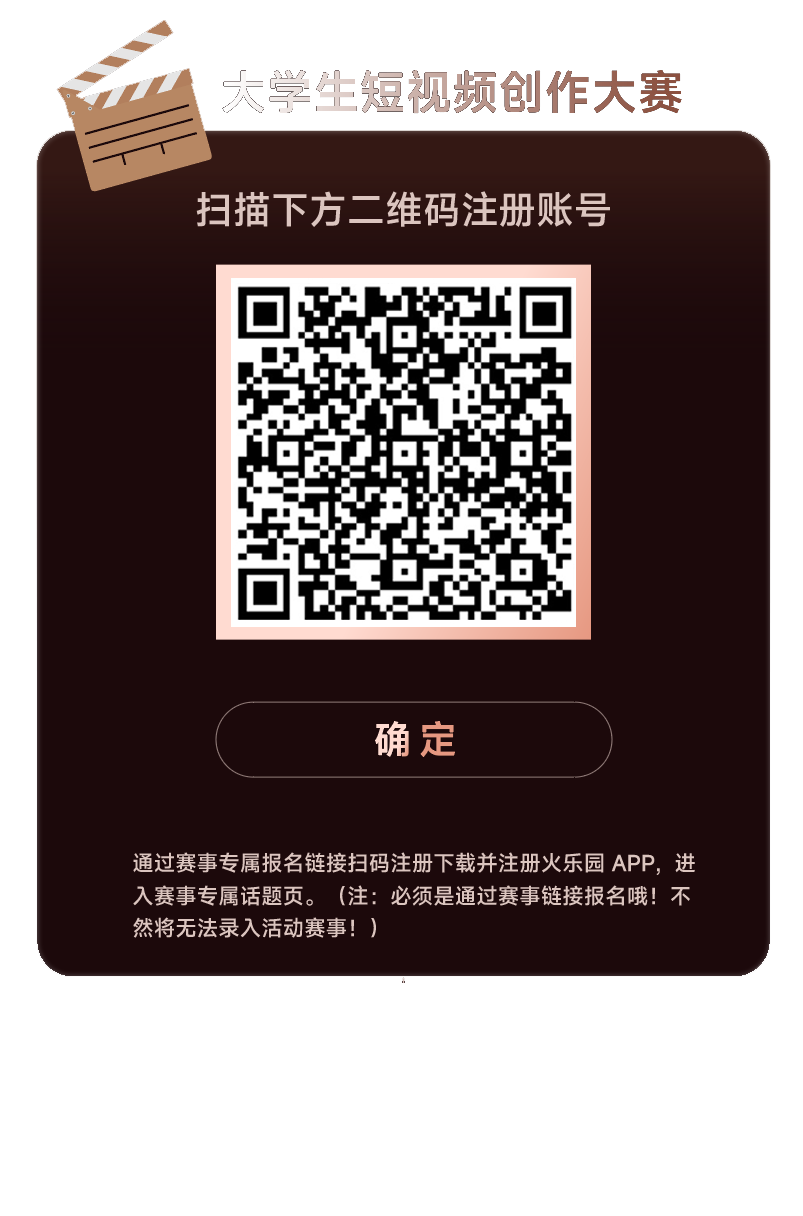 大学生短视频创作大赛
扫描下方二维码注册账号
确 定
通过赛事专属报名链接扫码注册下载并注册火乐园 APP，进
入赛事专属话题页。（注：必须是通过赛事链接报名哦！不
然将无法录入活动赛事！）